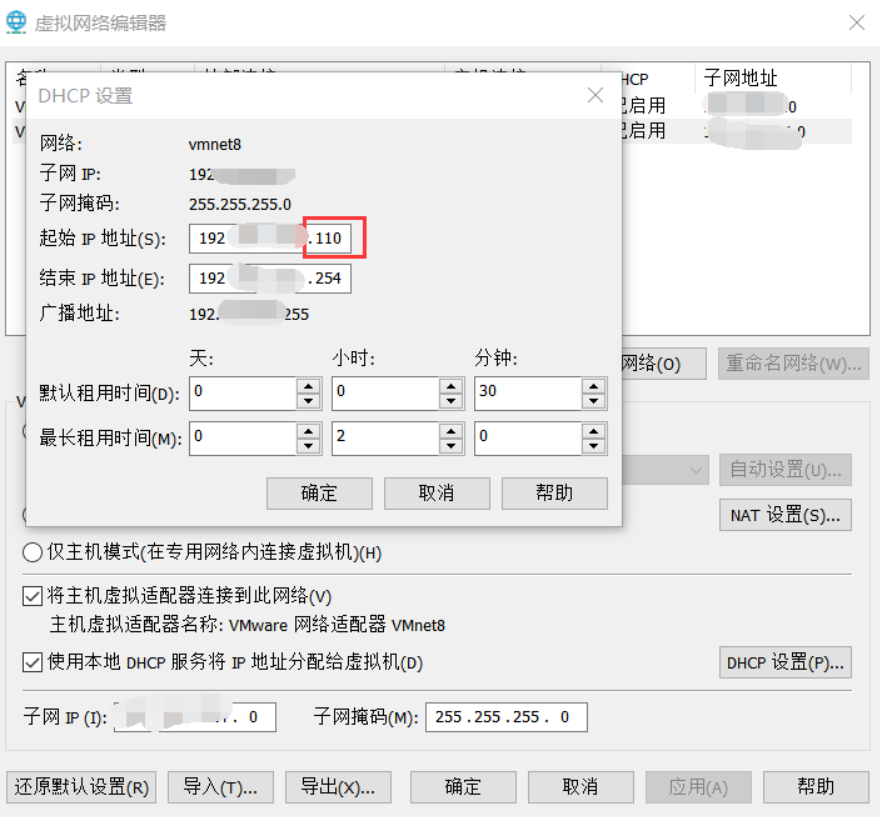 虚拟网络编辑器
子网地址
DHCP 设置
已启用
.0
已启用
.0
网络: vmnet8
子网 IP: 192
子网掩码: 255.255.255.0
起始 IP 地址(S): 192 .110
结束 IP 地址(E): 192 .254
广播地址: 192. 255
天: 小时: 分钟:
默认租用时间(D): 0 0 30
最长租用时间(M): 0 2 0
确定 取消 帮助
网络(O) 重命名网络(W)...
自动设置(U)...
NAT 设置(S)...
仅主机模式(在专用网络内连接虚拟机)(H)
将主机虚拟适配器连接到此网络(V)
主机虚拟适配器名称: VMware 网络适配器 VMnet8
使用本地 DHCP 服务将 IP 地址分配给虚拟机(D) DHCP 设置(P)...
子网 IP (I): . 0 子网掩码(M): 255 .255 .255 . 0
还原默认设置(R) 导入(T)... 导出(X)... 确定 取消 应用(A) 帮助